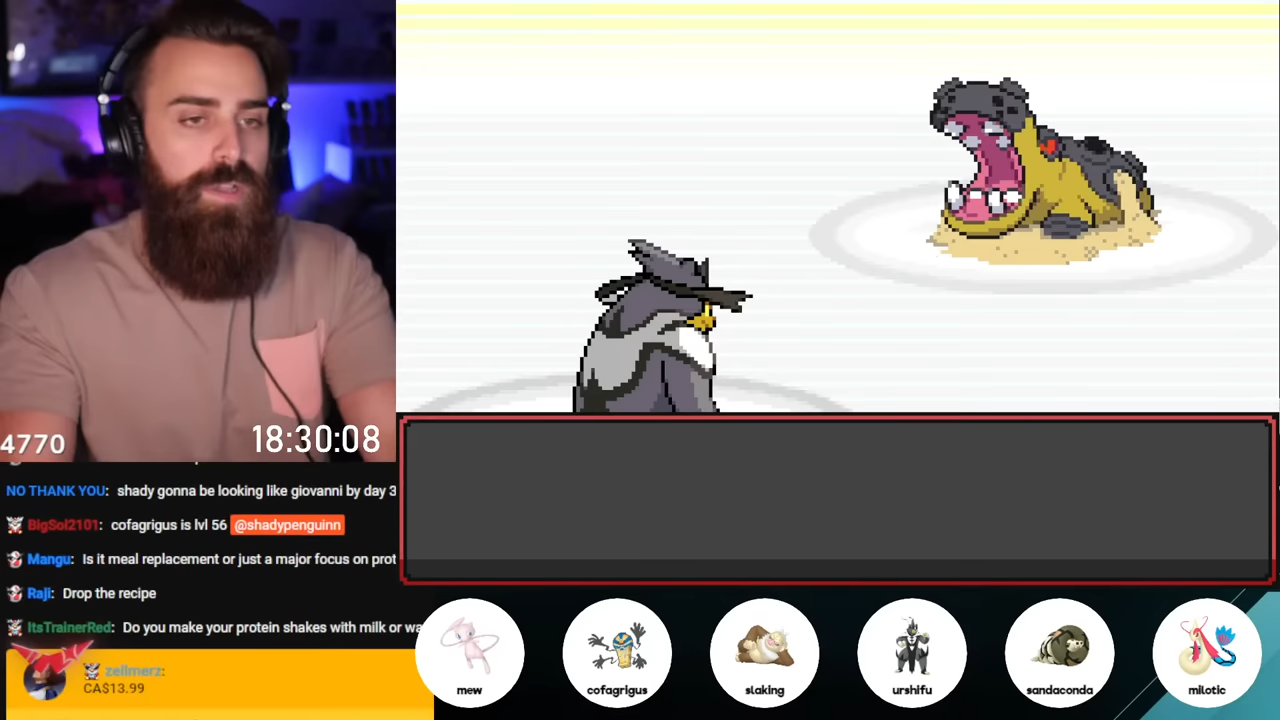 4770
18:30:08
NO THANK YOU: shady gonna be looking like giovanni by day 3
BigSol2101: cofagrigus is lvl 56 @shadypenguinn
Mangu: Is it meal replacement or just a major focus on prot
Raji: Drop the recipe
ItsTrainerRed: Do you make your protein shakes with milk or wa
zellmerz:
CA$13.99
mew
cofagrigus
slaking
urshifu
sandaconda
milotic